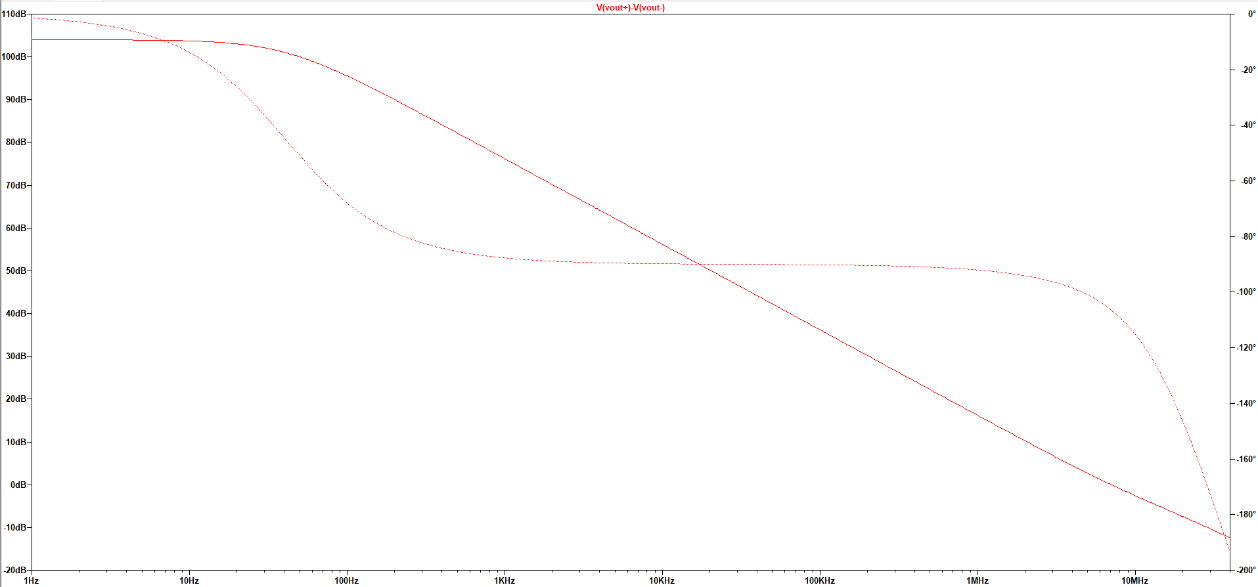 V(vout+)-V(vout-)
110dB
100dB
90dB
80dB
70dB
60dB
50dB
40dB
30dB
20dB
10dB
0dB
-10dB
-20dB
0°
-20°
-40°
-60°
-80°
-100°
-120°
-140°
-160°
-180°
-200°
1Hz 10Hz 100Hz 1KHz 10KHz 100KHz 1MHz 10MHz